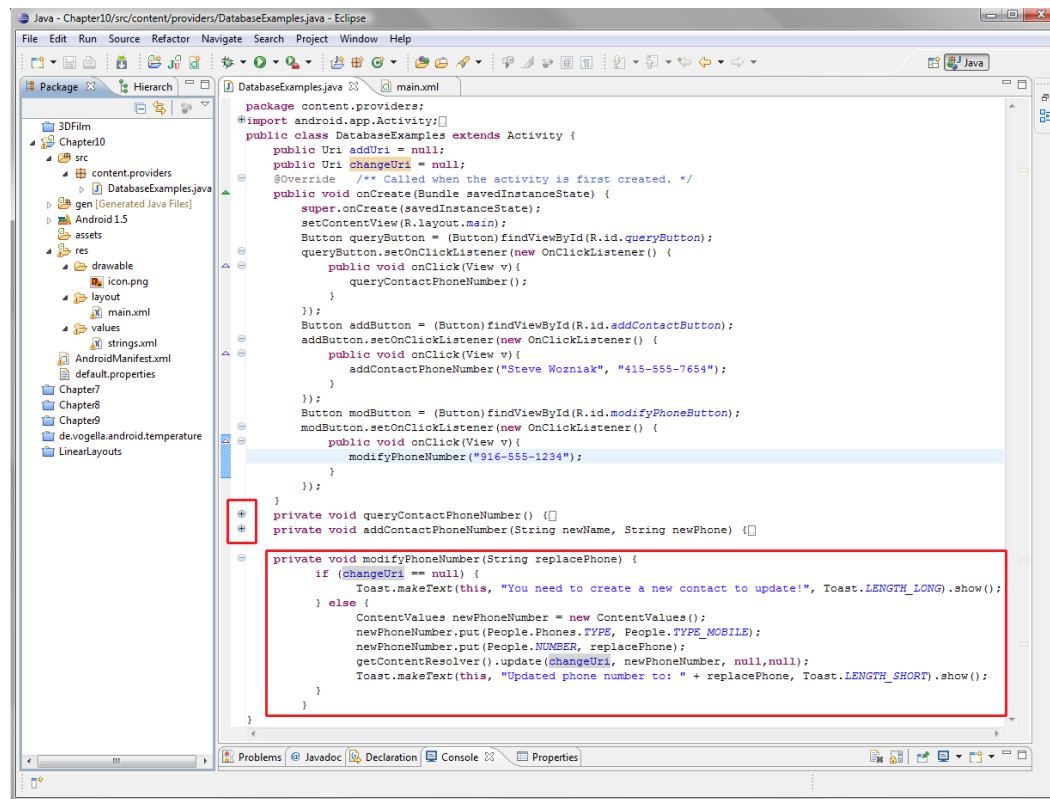 Java - Chapter10/src/content/providers/DatabaseExamples.java - Eclipse
File Edit Run Source Refactor Navigate Search Project Window Help
Java
Package
Hierarch
DatabaseExamples.java
main.xml
3DFilm
Chapter10
src
content.providers
DatabaseExamples.java
gen [Generated Java Files]
Android 1.5
assets
res
drawable
icon.png
layout
main.xml
values
strings.xml
AndroidManifest.xml
default.properties
Chapter7
Chapter8
Chapter9
de.vogella.android.temperature
LinearLayouts
package content.providers;
import android.app.Activity;
public class DatabaseExamples extends Activity {
public Uri addUri = null;
public Uri changeUri = null;
@Override /** Called when the activity is first created. */
public void onCreate(Bundle savedInstanceState) {
super.onCreate(savedInstanceState);
setContentView(R.layout.main);
Button queryButton = (Button)findViewById(R.id.queryButton);
queryButton.setOnClickListener(new OnClickListener() {
public void onClick(View v){
queryContactPhoneNumber();
}
});
Button addButton = (Button)findViewById(R.id.addContactButton);
addButton.setOnClickListener(new OnClickListener() {
public void onClick(View v){
addContactPhoneNumber("Steve Wozniak", "415-555-7654");
}
});
Button modButton = (Button)findViewById(R.id.modifyPhoneButton);
modButton.setOnClickListener(new OnClickListener() {
public void onClick(View v){
modifyPhoneNumber("916-555-1234");
}
});
}
private void queryContactPhoneNumber() {
private void addContactPhoneNumber(String newName, String newPhone) {
private void modifyPhoneNumber(String replacePhone) {
if (changeUri == null) {
Toast.makeText(this, "You need to create a new contact to update!", Toast.LENGTH_LONG).show();
} else {
ContentValues newPhoneNumber = new ContentValues();
newPhoneNumber.put(People.Phones.TYPE, People.TYPE_MOBILE);
newPhoneNumber.put(People.NUMBER, replacePhone);
getContentResolver().update(changeUri, newPhoneNumber, null,null);
Toast.makeText(this, "Updated phone number to: " + replacePhone, Toast.LENGTH_SHORT).show();
}
}
}
Problems @ Javadoc Declaration Console Properties